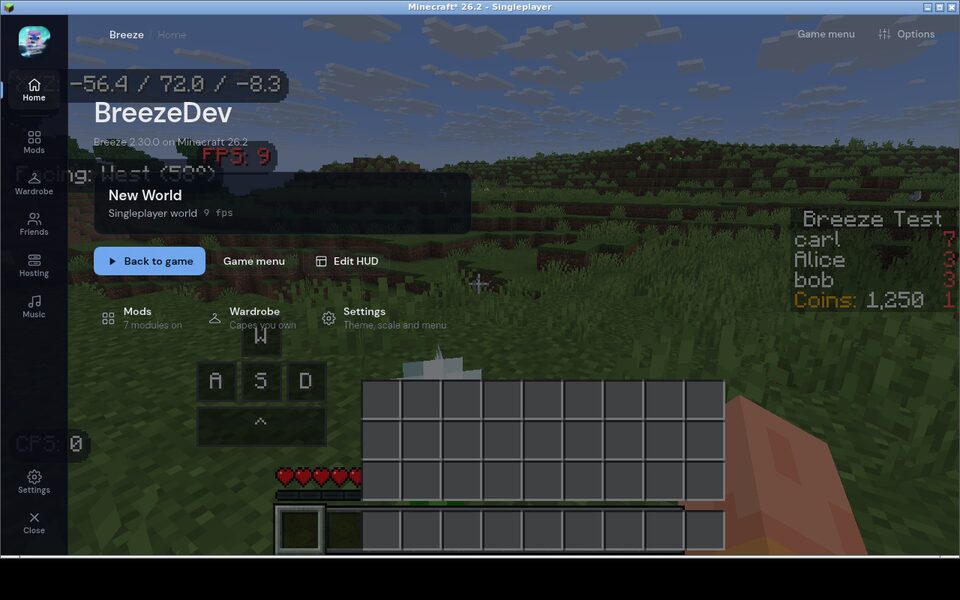 Minecraft* 26.2 - Singleplayer
Breeze / Home
Game menu
Options
XYZ: -56.4 / 72.0 / -8.3
Home
BreezeDev
Breeze 2.30.0 on Minecraft 26.2
Mods
FPS: 9
Facing: West (58°)
Wardrobe
New World
Singleplayer world 9 fps
Friends
Breeze Test
carl 7
Alice 3
bob 3
Coins: 1,250 1
Hosting
Back to game
Game menu
Edit HUD
Music
Mods
7 modules on
Wardrobe
Capes you own
Settings
Theme, scale and menu
W
A S D
^
CPS: 0
Settings
Close